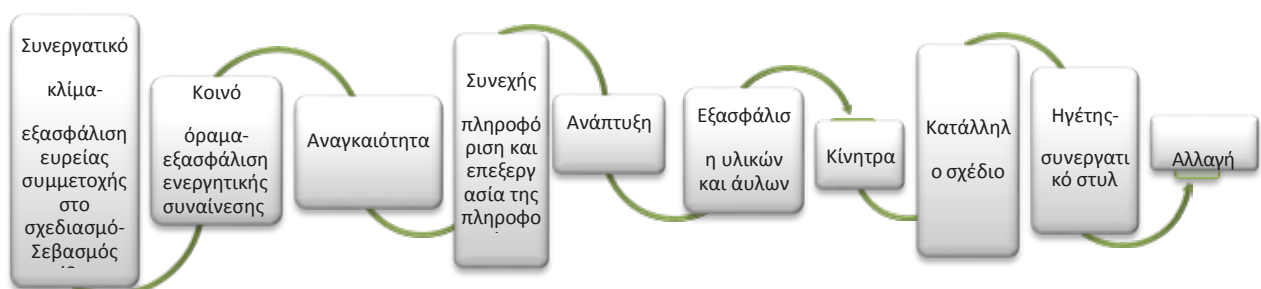 Συνεργατικό
κλίμα-
εξασφάλιση
ευρείας
συμμετοχής
στο
σχεδιασμό-
Σεβασμός
Κοινό
όραμα-
εξασφάλιση
ενεργητικής
συναίνεσης
Αναγκαιότητα
Συνεχής
πληροφό
ριση και
επεξεργ
ασία της
πληροφο
Ανάπτυξη
Εξασφάλισ
η υλικών
και άυλων
Κίνητρα
Κατάλληλ
ο σχέδιο
Ηγέτης-
συνεργατι
κό στυλ
Αλλαγή